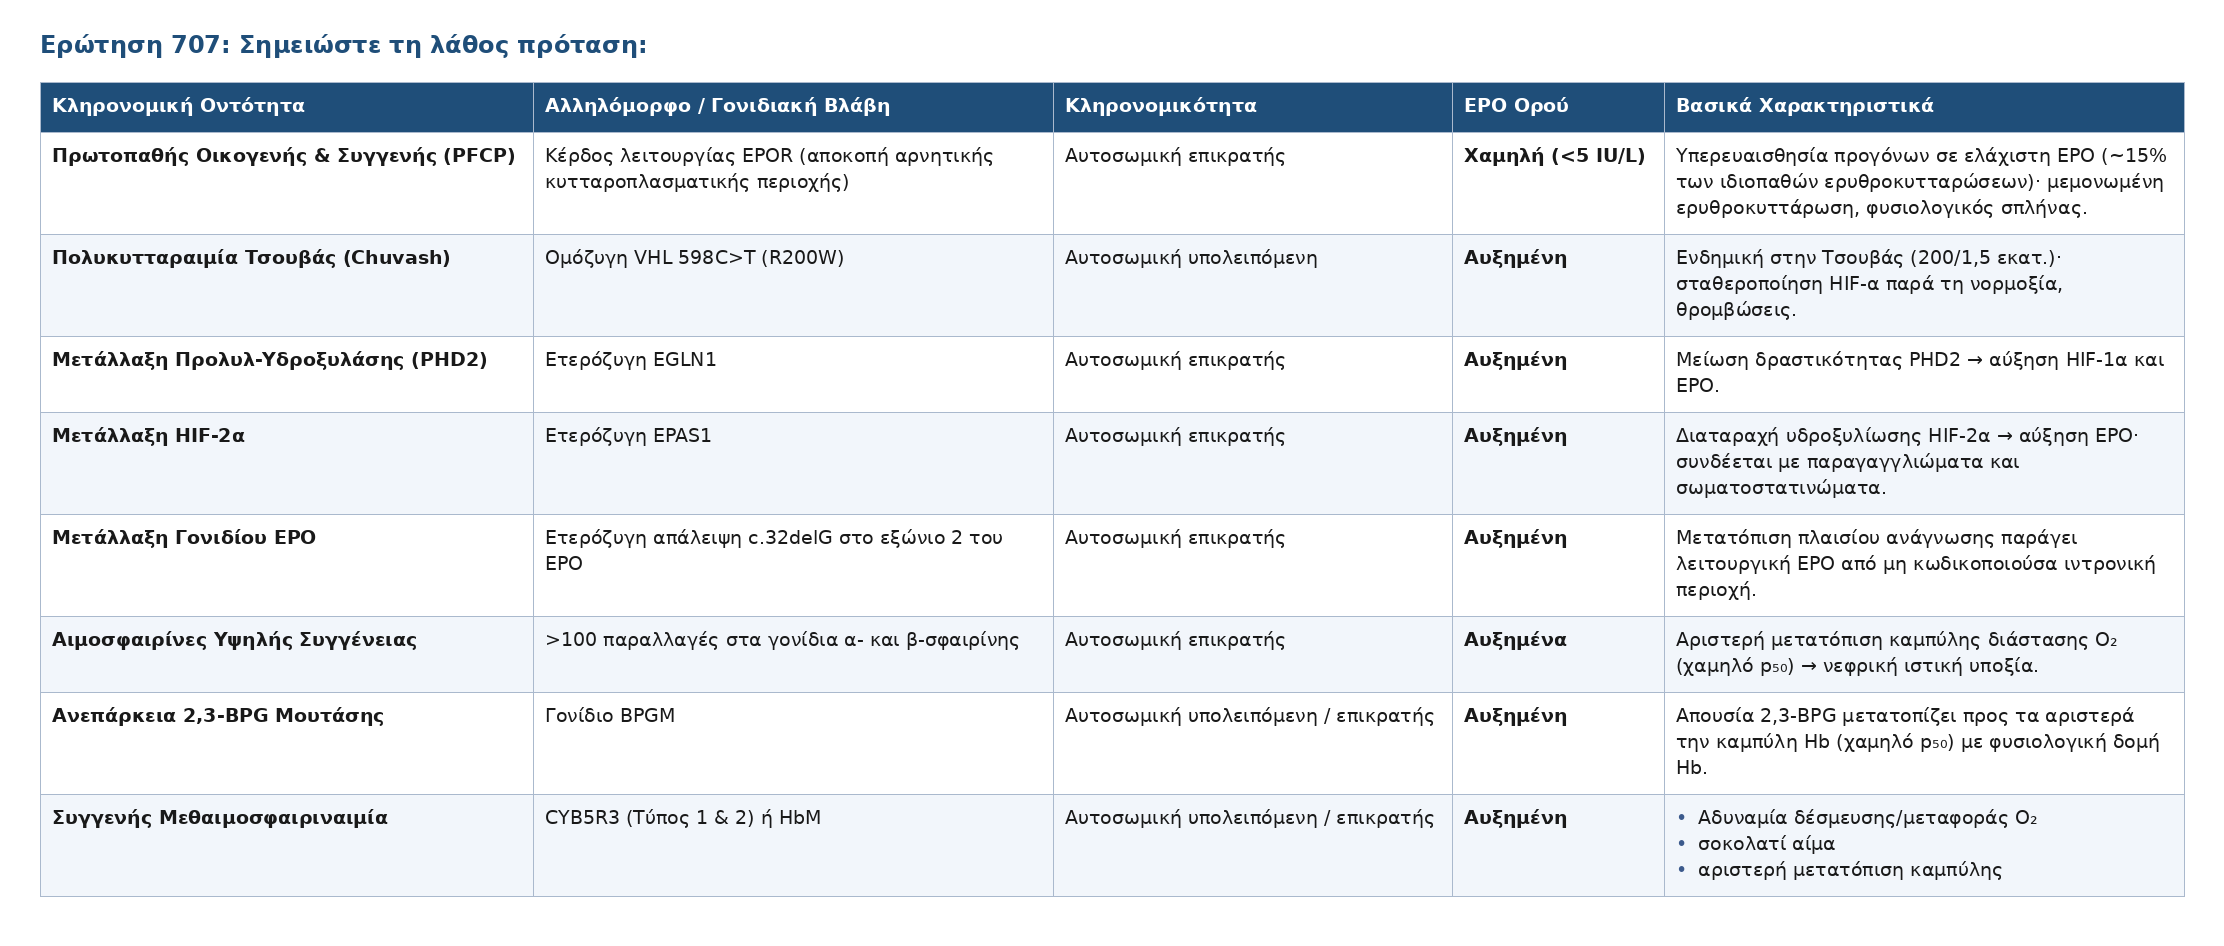 Ερώτηση 707: Σημειώστε τη λάθος πρόταση:
Κληρονομική Οντότητα
Αλληλόμορφο / Γονιδιακή Βλάβη
Κληρονομικότητα
EPO Ορού
Βασικά Χαρακτηριστικά
Πρωτοπαθής Οικογενής & Συγγενής (PFCP)
Κέρδος λειτουργίας EPOR (αποκοπή αρνητικής
κυτταροπλασματικής περιοχής)
Αυτοσωμική επικρατής
Χαμηλή (<5 IU/L)
Υπερευαισθησία προγόνων σε ελάχιστη EPO (~15%
των ιδιοπαθών ερυθροκυτταρώσεων)· μεμονωμένη
ερυθροκυττάρωση, φυσιολογικός σπλήνας.
Πολυκυτταραιμία Τσουβάς (Chuvash)
Ομόζυγη VHL 598C>T (R200W)
Αυτοσωμική υπολειπόμενη
Αυξημένη
Ενδημική στην Τσουβάς (200/1,5 εκατ.)·
σταθεροποίηση HIF-α παρά τη νορμοξία,
θρομβώσεις.
Μετάλλαξη Προλυλ-Υδροξυλάσης (PHD2)
Ετερόζυγη EGLN1
Αυτοσωμική επικρατής
Αυξημένη
Μείωση δραστικότητας PHD2 → αύξηση HIF-1α και
EPO.
Μετάλλαξη HIF-2α
Ετερόζυγη EPAS1
Αυτοσωμική επικρατής
Αυξημένη
Διαταραχή υδροξυλίωσης HIF-2α → αύξηση EPO·
συνδέεται με παραγαγγλιώματα και
σωματοστατινώματα.
Μετάλλαξη Γονιδίου EPO
Ετερόζυγη απάλειψη c.32delG στο εξώνιο 2 του
EPO
Αυτοσωμική επικρατής
Αυξημένη
Μετατόπιση πλαισίου ανάγνωσης παράγει
λειτουργική EPO από μη κωδικοποιούσα ιντρονική
περιοχή.
Αιμοσφαιρίνες Υψηλής Συγγένειας
>100 παραλλαγές στα γονίδια α- και β-σφαιρίνης
Αυτοσωμική επικρατής
Αυξημένα
Αριστερή μετατόπιση καμπύλης διάστασης O₂
(χαμηλό p₅₀) → νεφρική ιστική υποξία.
Ανεπάρκεια 2,3-BPG Μουτάσης
Γονίδιο BPGM
Αυτοσωμική υπολειπόμενη / επικρατής
Αυξημένη
Απουσία 2,3-BPG μετατοπίζει προς τα αριστερά
την καμπύλη Hb (χαμηλό p₅₀) με φυσιολογική δομή
Hb.
Συγγενής Μεθαιμοσφαιριναιμία
CYB5R3 (Τύπος 1 & 2) ή HbM
Αυτοσωμική υπολειπόμενη / επικρατής
Αυξημένη
• Αδυναμία δέσμευσης/μεταφοράς O₂
• σοκολατί αίμα
• αριστερή μετατόπιση καμπύλης